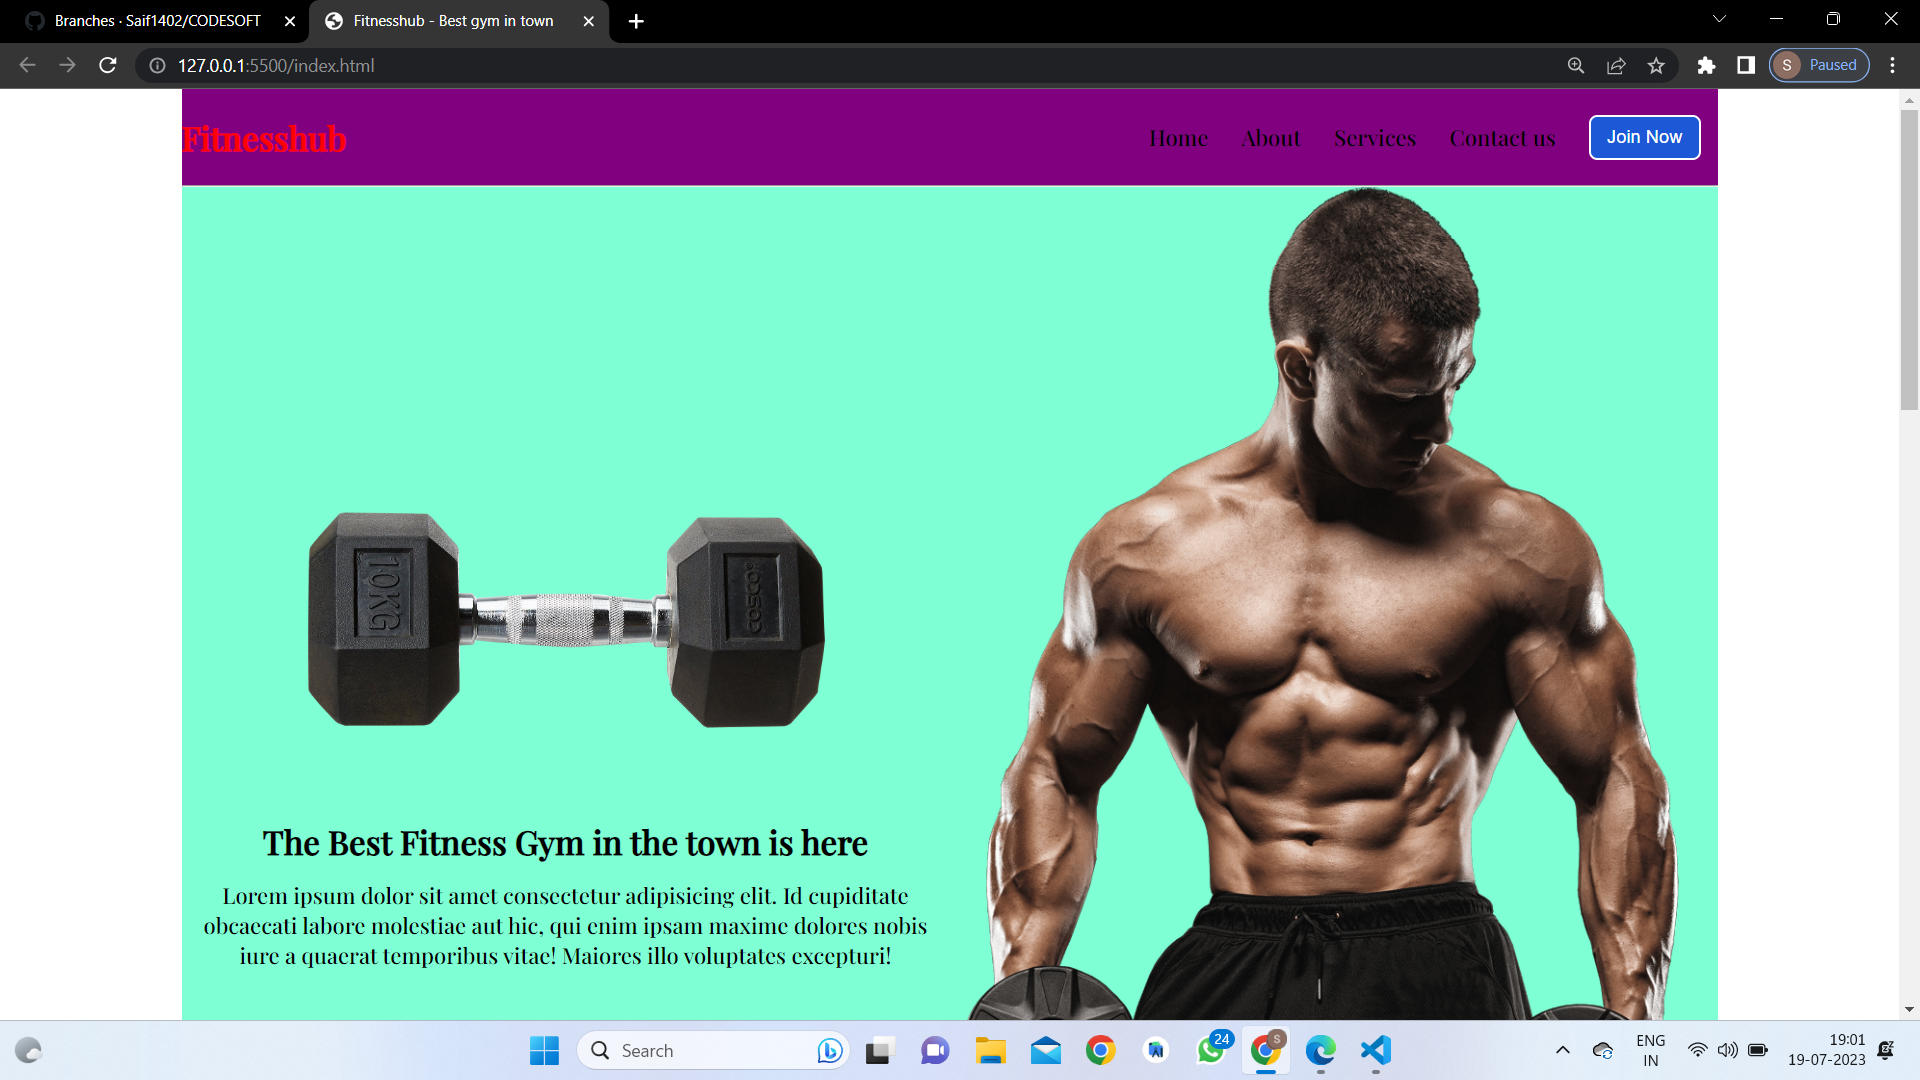 Branches · Saif1402/CODESOFT
Fitnesshub - Best gym in town
127.0.0.1:5500/index.html
S Paused
Fitnesshub
Home About Services Contact us Join Now
10KG
cosco
The Best Fitness Gym in the town is here
Lorem ipsum dolor sit amet consectetur adipisicing elit. Id cupiditate
obcaecati labore molestiae aut hic, qui enim ipsam maxime dolores nobis
iure a quaerat temporibus vitae! Maiores illo voluptates excepturi!
Search
24
S
ENG
IN
19:01
19-07-2023